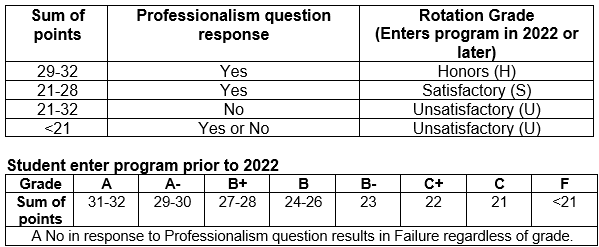 Sum of points Professionalism question response Rotation Grade (Enters program in 2022 or later)
29-32 Yes Honors (H)
21-28 Yes Satisfactory (S)
21-32 No Unsatisfactory (U)
<21 Yes or No Unsatisfactory (U)
Student enter program prior to 2022
Grade A A- B+ B B- C+ C F
Sum of points 31-32 29-30 27-28 24-26 23 22 21 <21
A No in response to Professionalism question results in Failure regardless of grade.